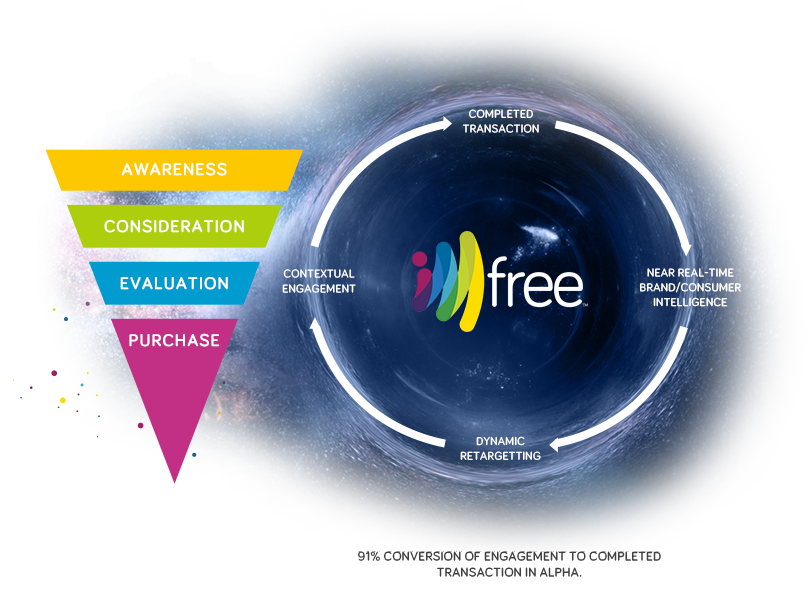 COMPLETED
TRANSACTION
AWARENESS
CONSIDERATION
EVALUATION
PURCHASE
CONTEXTUAL
ENGAGEMENT
free™
NEAR REAL-TIME
BRAND/CONSUMER
INTELLIGENCE
DYNAMIC
RETARGETTING
91% CONVERSION OF ENGAGEMENT TO COMPLETED
TRANSACTION IN ALPHA.